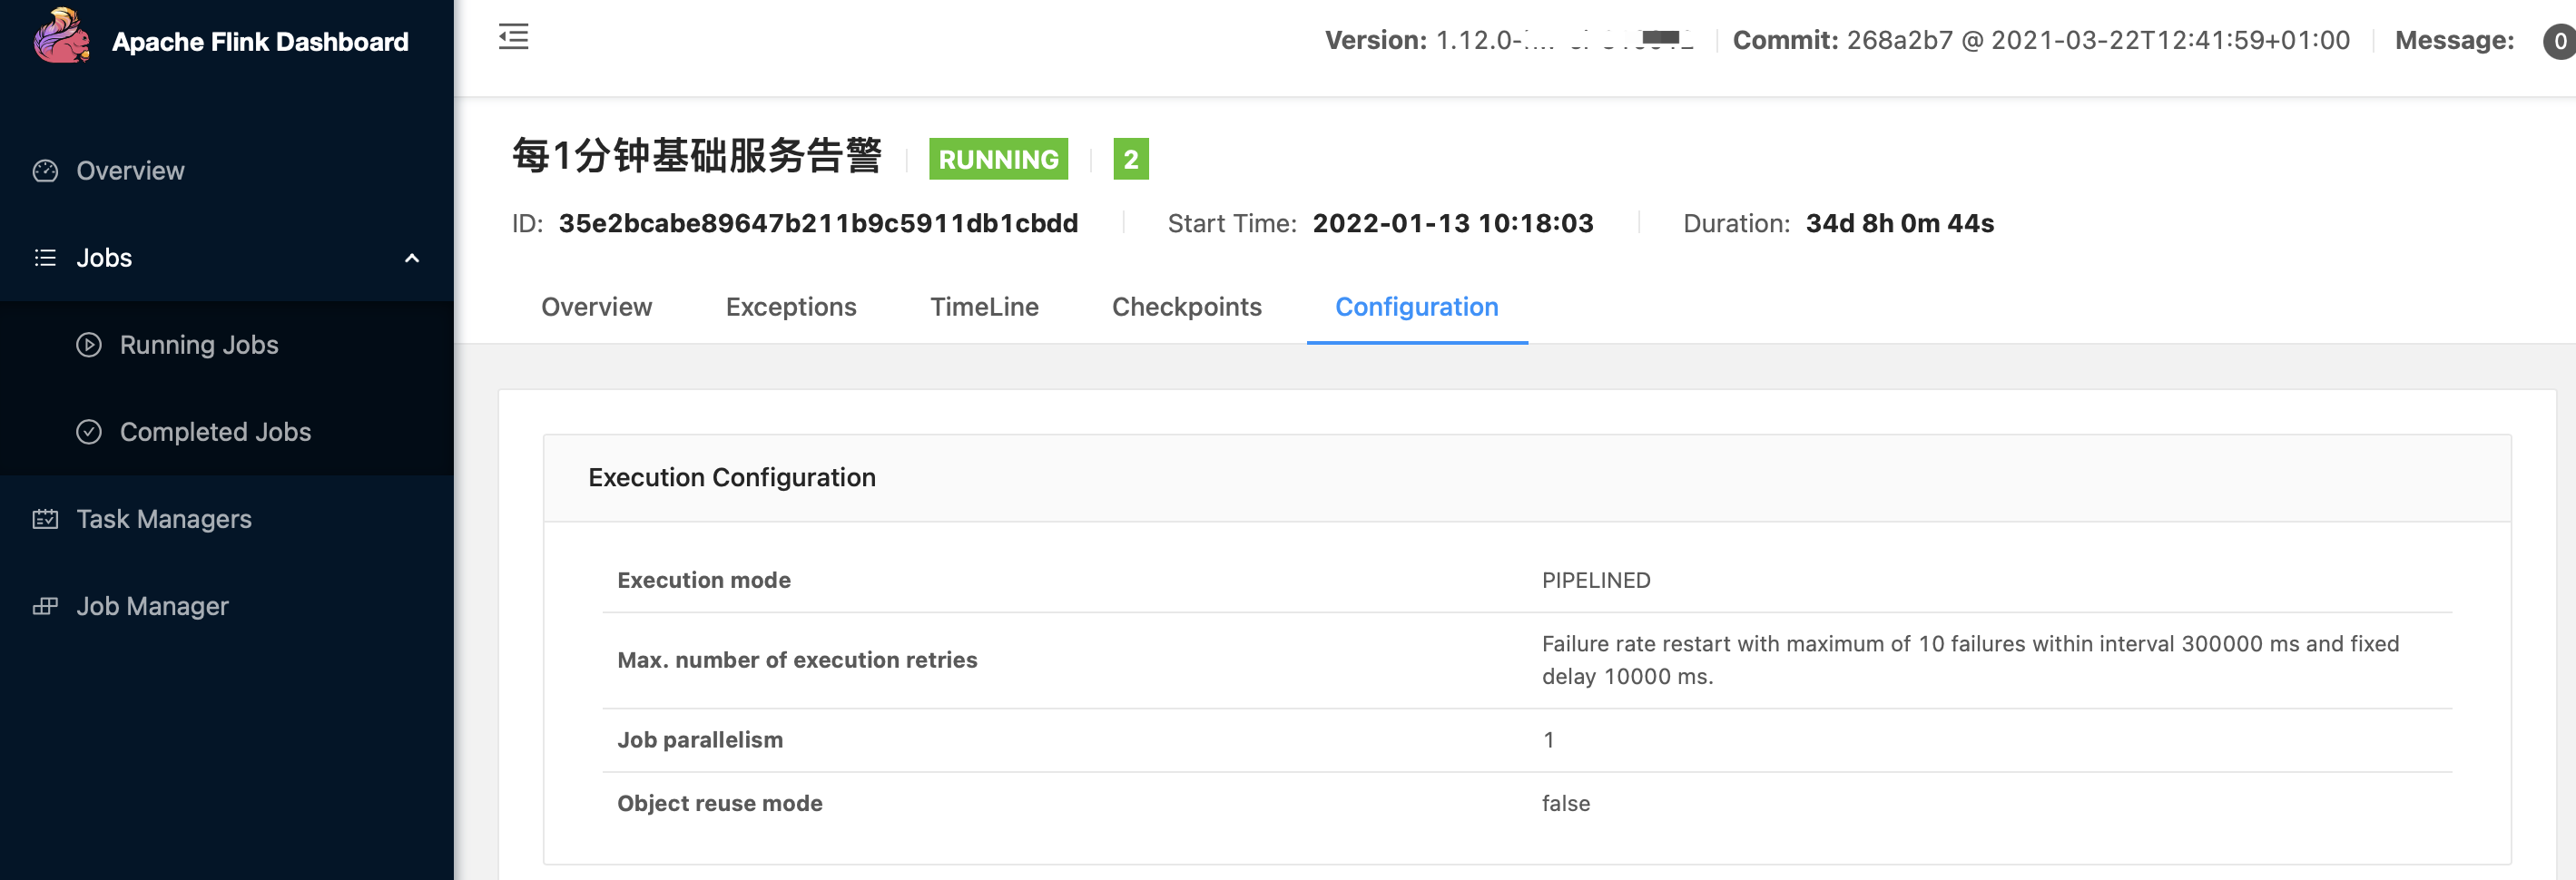 Apache Flink Dashboard
Version: 1.12.0- Commit: 268a2b7 @ 2021-03-22T12:41:59+01:00 Message: 0
Overview
Jobs
Running Jobs
Completed Jobs
Task Managers
Job Manager
每1分钟基础服务告警 RUNNING 2
ID: 35e2bcabe89647b211b9c5911db1cbdd Start Time: 2022-01-13 10:18:03 Duration: 34d 8h 0m 44s
Overview Exceptions TimeLine Checkpoints Configuration
Execution Configuration
Execution mode PIPELINED
Max. number of execution retries Failure rate restart with maximum of 10 failures within interval 300000 ms and fixed
delay 10000 ms.
Job parallelism 1
Object reuse mode false